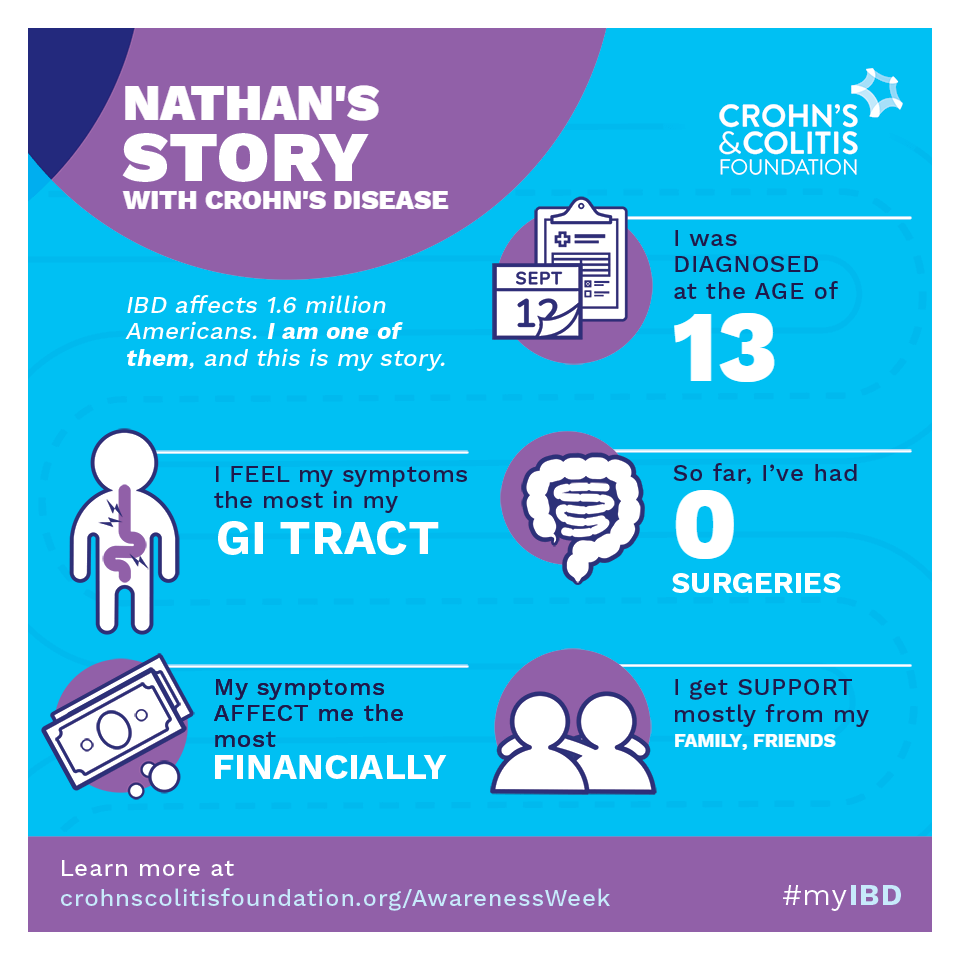 NATHAN'S
STORY
WITH CROHN'S DISEASE
CROHN'S
&COLITIS
FOUNDATION
IBD affects 1.6 million
Americans. I am one of
them, and this is my story.
SEPT
12
I was
DIAGNOSED
at the AGE of
13
I FEEL my symptoms
the most in my
GI TRACT
So far, I've had
0
SURGERIES
My symptoms
AFFECT me the
most
FINANCIALLY
I get SUPPORT
mostly from my
FAMILY, FRIENDS
Learn more at
crohnscolitisfoundation.org/AwarenessWeek
#myIBD